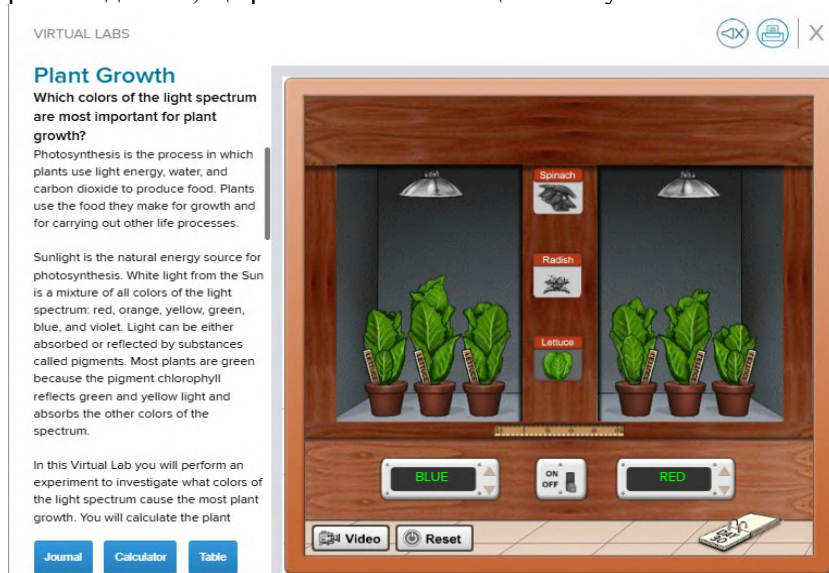 VIRTUAL LABS
X
Plant Growth
Which colors of the light spectrum
are most important for plant
growth?
Photosynthesis is the process in which
plants use light energy, water, and
carbon dioxide to produce food. Plants
use the food they make for growth and
for carrying out other life processes.
Sunlight is the natural energy source for
photosynthesis. White light from the Sun
is a mixture of all colors of the light
spectrum: red, orange, yellow, green,
blue, and violet. Light can be either
absorbed or reflected by substances
called pigments. Most plants are green
because the pigment chlorophyll
reflects green and yellow light and
absorbs the other colors of the
spectrum.
In this Virtual Lab you will perform an
experiment to investigate what colors of
the light spectrum cause the most plant
growth. You will calculate the plant
Journal
Calculator
Table
Spinach
Radish
Lettuce
LETTUCE
LETTUCE
LETTUCE
LETTUCE
LETTUCE
LETTUCE
BLUE
ON
OFF
RED
Video
Reset